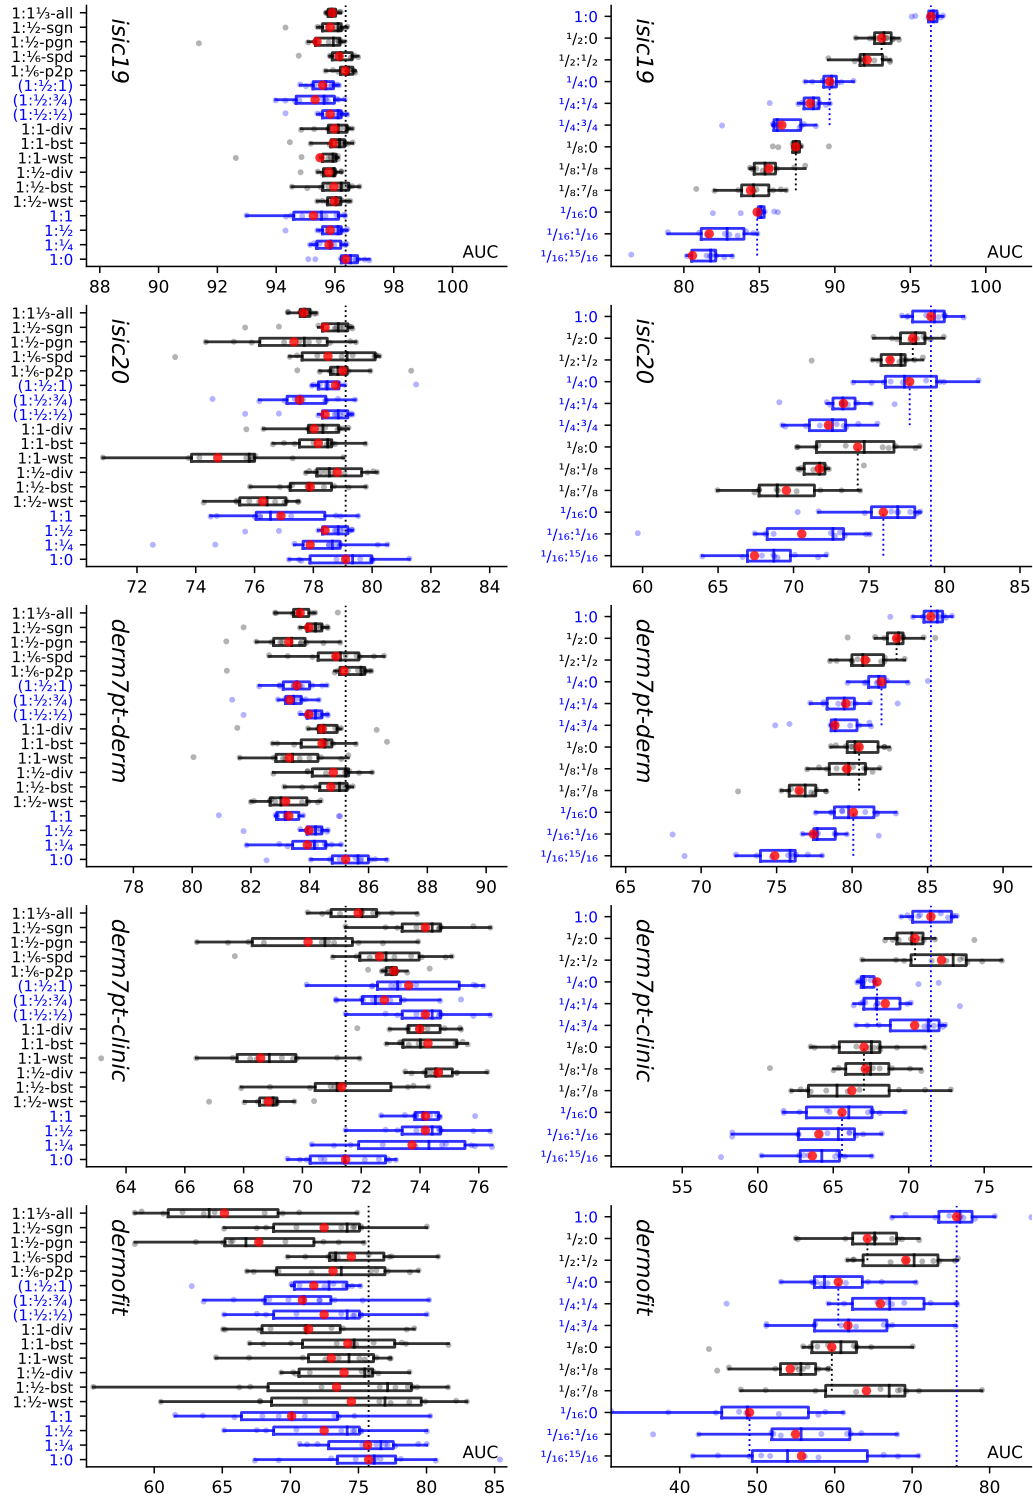 isic19
1:1⅓-all
1:½-sgn
1:½-pgn
1:⅙-spd
1:⅙-p2p
(1:½:1)
(1:½:¾)
(1:½:½)
1:1-div
1:1-bst
1:1-wst
1:½-div
1:½-bst
1:½-wst
1:1
1:½
1:¼
1:0
AUC
88 90 92 94 96 98 100
isic19
1:0
¹/₂:0
¹/₂:¹/₂
¹/₄:0
¹/₄:¹/₄
¹/₄:³/₄
¹/₈:0
¹/₈:¹/₈
¹/₈:⁷/₈
¹/₁₆:0
¹/₁₆:¹/₁₆
¹/₁₆:¹⁵/₁₆
AUC
80 85 90 95 100
isic20
1:1⅓-all
1:½-sgn
1:½-pgn
1:⅙-spd
1:⅙-p2p
(1:½:1)
(1:½:¾)
(1:½:½)
1:1-div
1:1-bst
1:1-wst
1:½-div
1:½-bst
1:½-wst
1:1
1:½
1:¼
1:0
72 74 76 78 80 82 84
isic20
1:0
¹/₂:0
¹/₂:¹/₂
¹/₄:0
¹/₄:¹/₄
¹/₄:³/₄
¹/₈:0
¹/₈:¹/₈
¹/₈:⁷/₈
¹/₁₆:0
¹/₁₆:¹/₁₆
¹/₁₆:¹⁵/₁₆
60 65 70 75 80 85
derm7pt-derm
1:1⅓-all
1:½-sgn
1:½-pgn
1:⅙-spd
1:⅙-p2p
(1:½:1)
(1:½:¾)
(1:½:½)
1:1-div
1:1-bst
1:1-wst
1:½-div
1:½-bst
1:½-wst
1:1
1:½
1:¼
1:0
78 80 82 84 86 88 90
derm7pt-derm
1:0
¹/₂:0
¹/₂:¹/₂
¹/₄:0
¹/₄:¹/₄
¹/₄:³/₄
¹/₈:0
¹/₈:¹/₈
¹/₈:⁷/₈
¹/₁₆:0
¹/₁₆:¹/₁₆
¹/₁₆:¹⁵/₁₆
65 70 75 80 85 90
derm7pt-clinic
1:1⅓-all
1:½-sgn
1:½-pgn
1:⅙-spd
1:⅙-p2p
(1:½:1)
(1:½:¾)
(1:½:½)
1:1-div
1:1-bst
1:1-wst
1:½-div
1:½-bst
1:½-wst
1:1
1:½
1:¼
1:0
64 66 68 70 72 74 76
derm7pt-clinic
1:0
¹/₂:0
¹/₂:¹/₂
¹/₄:0
¹/₄:¹/₄
¹/₄:³/₄
¹/₈:0
¹/₈:¹/₈
¹/₈:⁷/₈
¹/₁₆:0
¹/₁₆:¹/₁₆
¹/₁₆:¹⁵/₁₆
55 60 65 70 75
dermofit
1:1⅓-all
1:½-sgn
1:½-pgn
1:⅙-spd
1:⅙-p2p
(1:½:1)
(1:½:¾)
(1:½:½)
1:1-div
1:1-bst
1:1-wst
1:½-div
1:½-bst
1:½-wst
1:1
1:½
1:¼
1:0
AUC
60 65 70 75 80 85
dermofit
1:0
¹/₂:0
¹/₂:¹/₂
¹/₄:0
¹/₄:¹/₄
¹/₄:³/₄
¹/₈:0
¹/₈:¹/₈
¹/₈:⁷/₈
¹/₁₆:0
¹/₁₆:¹/₁₆
¹/₁₆:¹⁵/₁₆
AUC
40 50 60 70 80